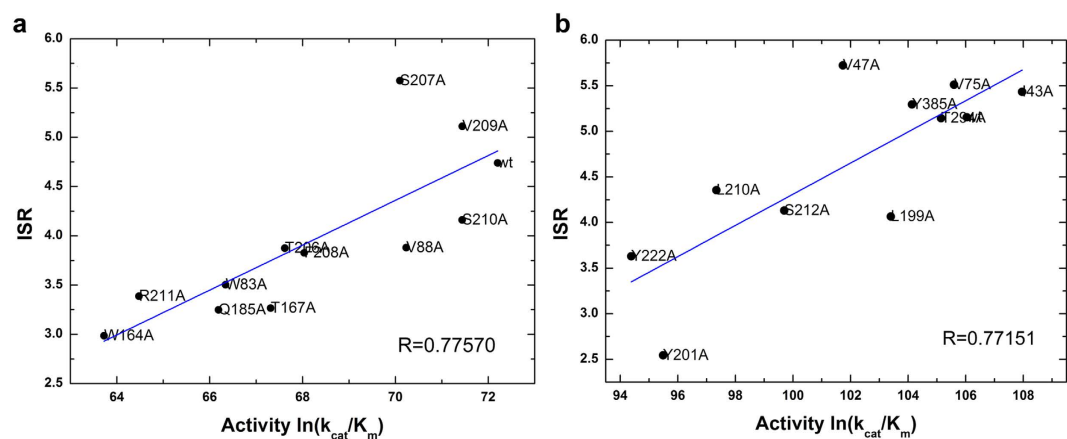 a
ISR
6.0
5.5
5.0
4.5
4.0
3.5
3.0
2.5
S207A
V209A
wt
S210A
T206A
F208A
V88A
W83A
R211A
Q185A
T167A
W164A
R=0.77570
64
66
68
70
72
Activity ln(kcat/Km)
b
ISR
6.0
5.5
5.0
4.5
4.0
3.5
3.0
2.5
V47A
V75A
I43A
Y385A
T294A
wt
L210A
S212A
L199A
Y222A
Y201A
R=0.77151
94
96
98
100
102
104
106
108
Activity ln(kcat/Km)